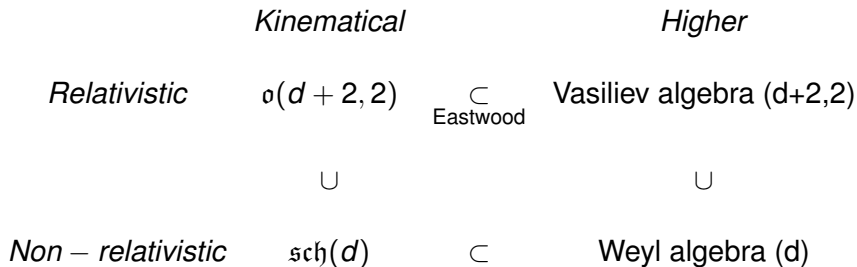 Kinematical Higher
Relativistic 𝔬(d + 2, 2) ⊂ Vasiliev algebra (d+2,2)
Eastwood
∪ ∪
Non − relativistic 𝔰𝔠𝔥(d) ⊂ Weyl algebra (d)